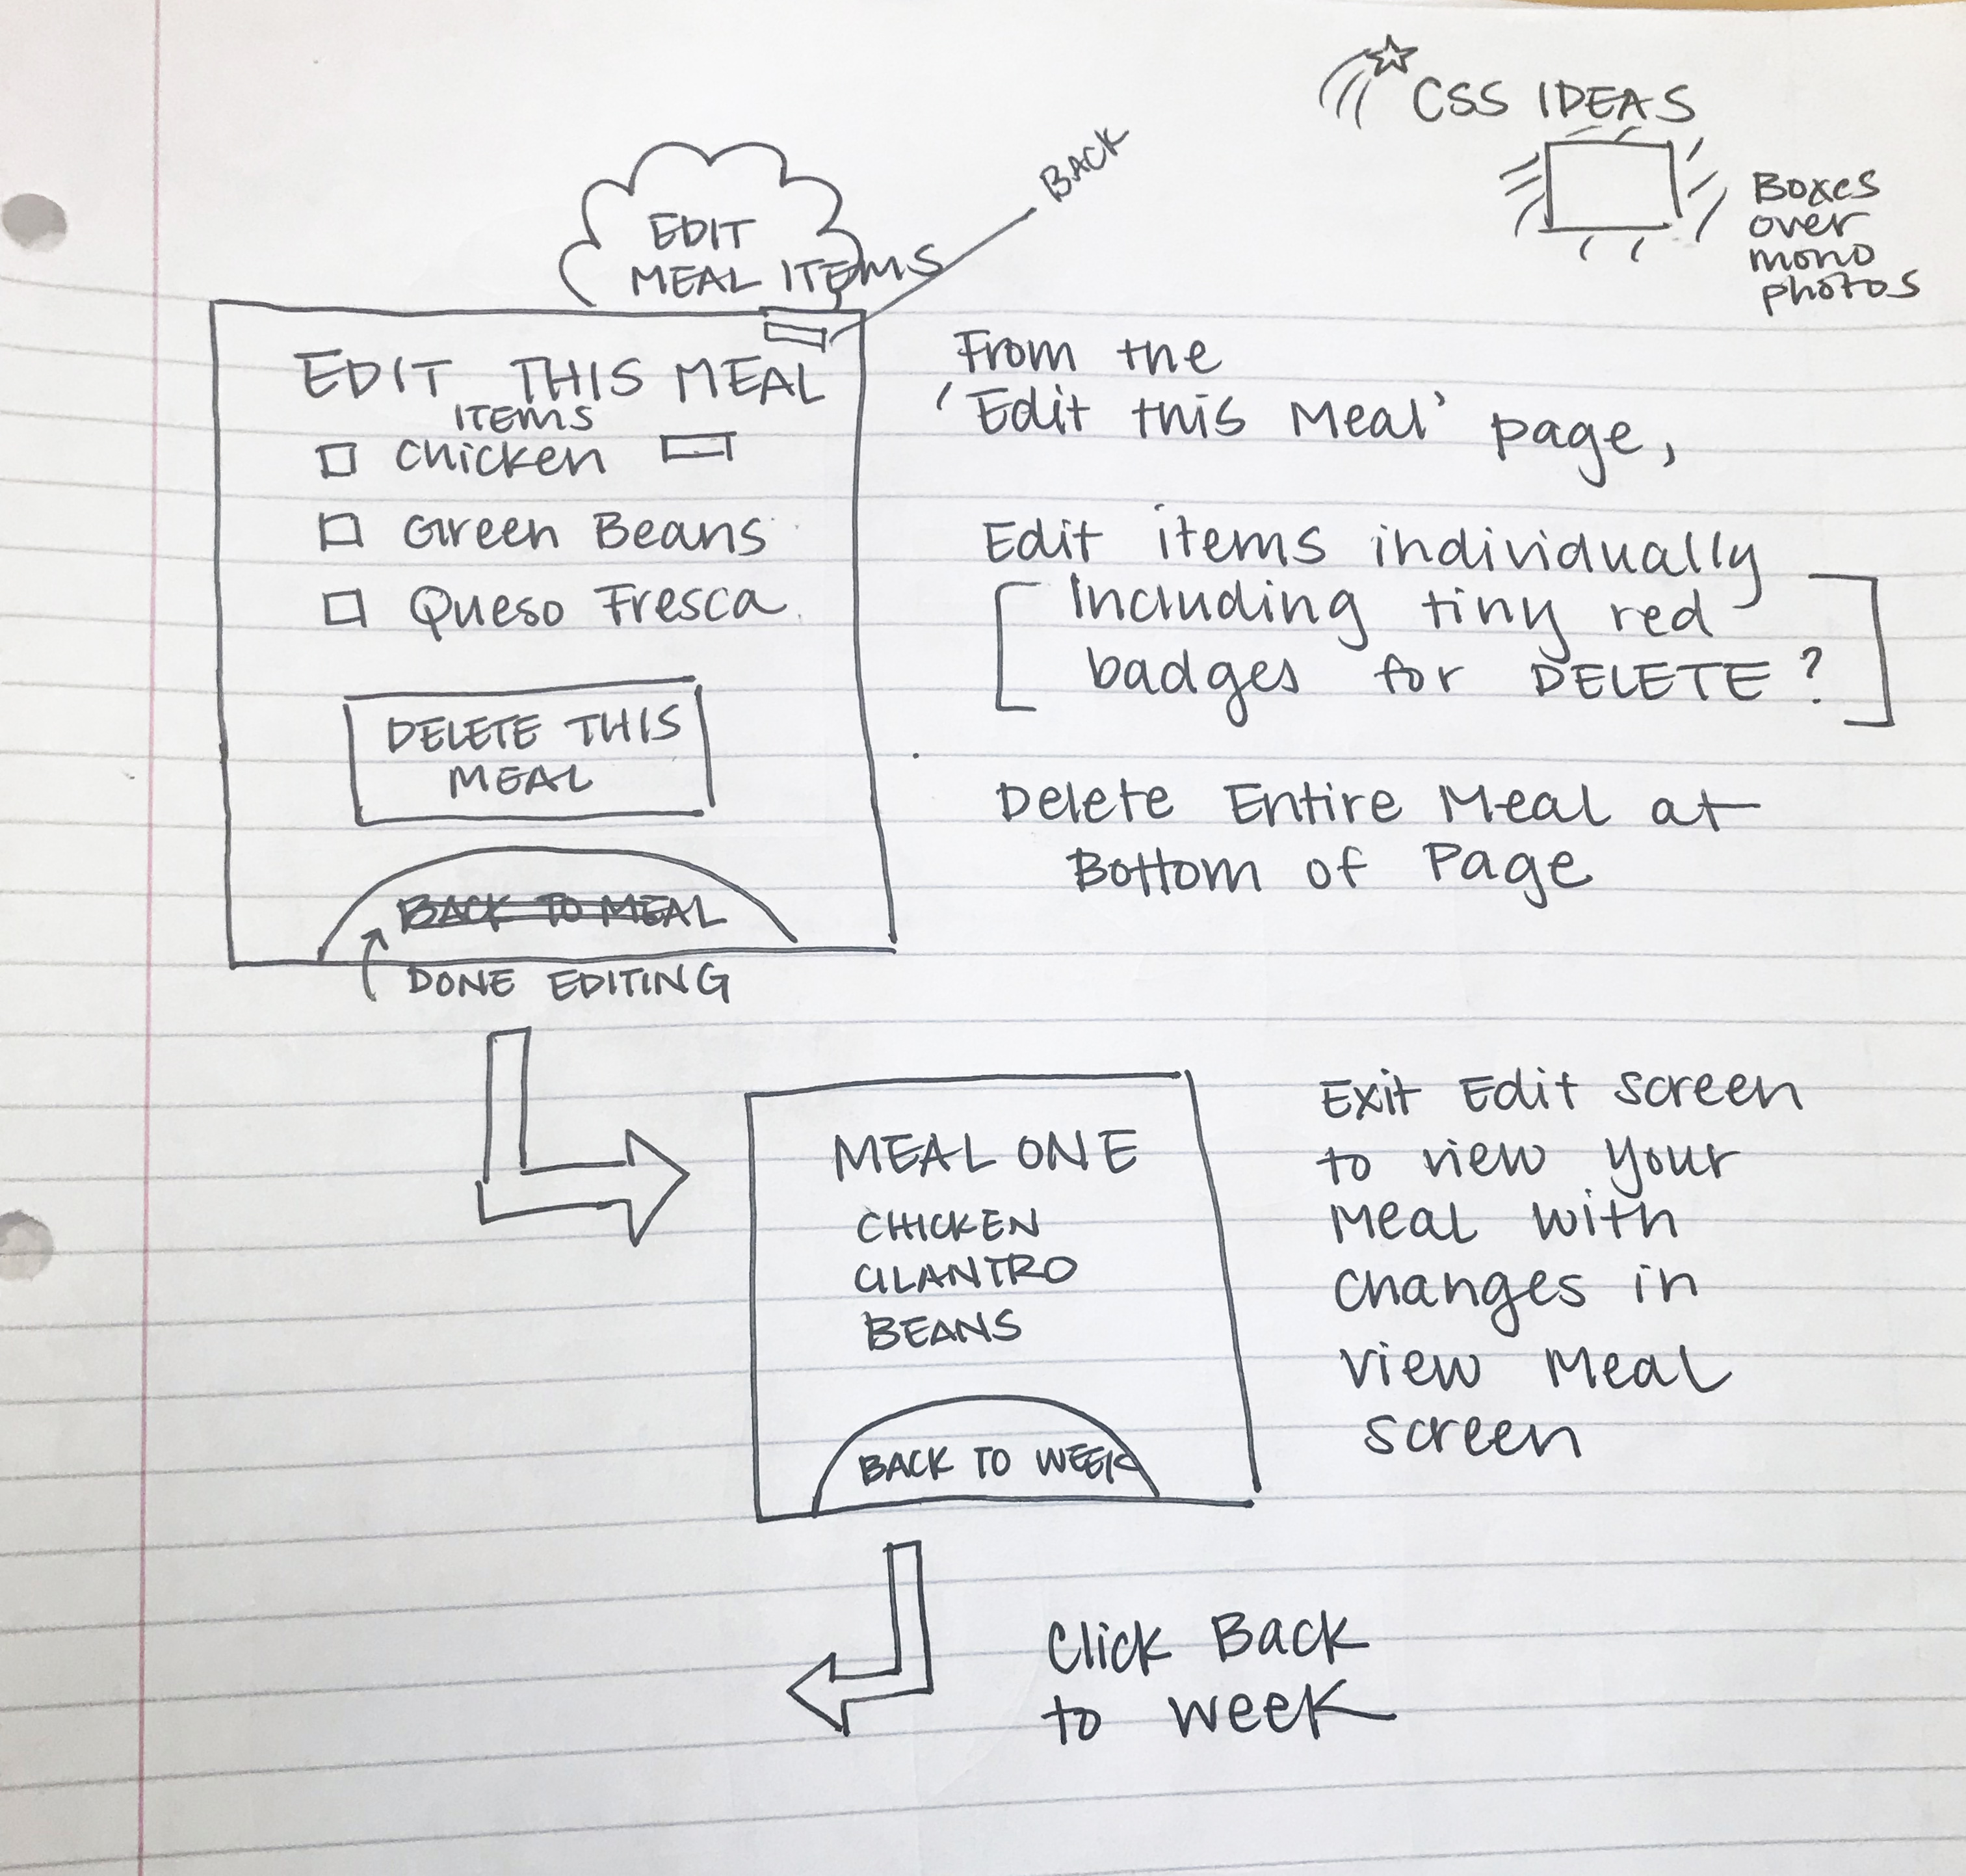 CSS IDEAS
Boxes
over
mono
photos
BACK
EDIT
MEAL ITEMS
EDIT THIS MEAL
ITEMS
Chicken
Green Beans
Queso Fresca
DELETE THIS
MEAL
BACK TO MEAL
DONE EDITING
From the
'Edit this Meal' page,
Edit items individually
Including tiny red
badges for DELETE?
Delete Entire Meal at
Bottom of Page
MEAL ONE
CHICKEN
CILANTRO
BEANS
BACK TO WEEK
Exit Edit screen
to view your
Meal with
changes in
view Meal
screen
Click Back
to week